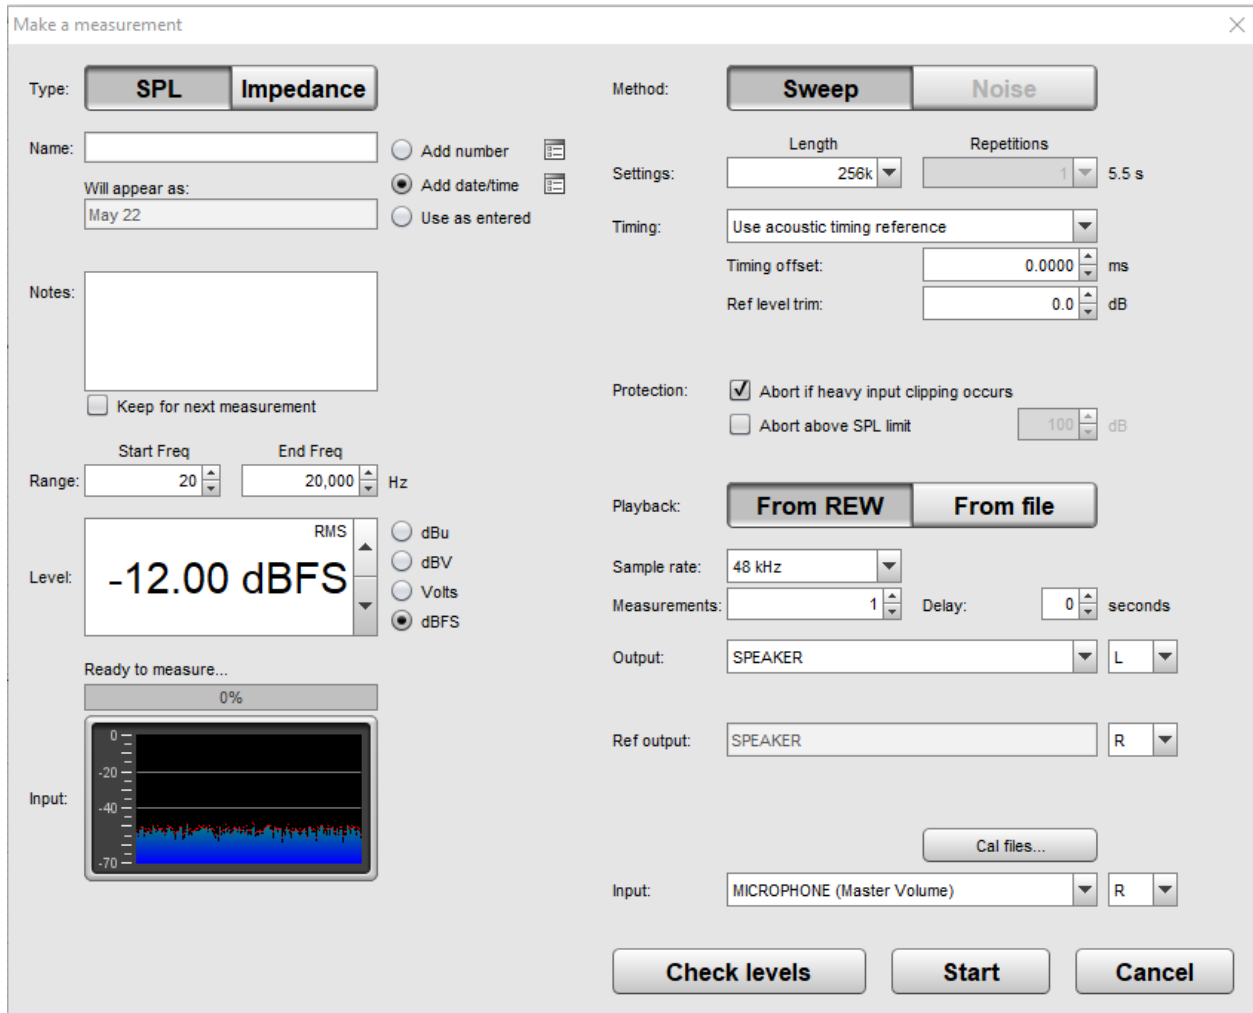 Make a measurement
Type: SPL Impedance
Name:
Add number
Will appear as:
Add date/time
May 22
Use as entered
Notes:
Keep for next measurement
Start Freq End Freq
Range: 20 20,000 Hz
RMS
Level: -12.00 dBFS
dBu
dBV
Volts
dBFS
Ready to measure...
0%
Input:
0
-20
-40
-70
Method: Sweep Noise
Length Repetitions
Settings: 256k 1 5.5 s
Timing: Use acoustic timing reference
Timing offset: 0.0000 ms
Ref level trim: 0.0 dB
Protection: Abort if heavy input clipping occurs
Abort above SPL limit 100 dB
Playback: From REW From file
Sample rate: 48 kHz
Measurements: 1 Delay: 0 seconds
Output: SPEAKER L
Ref output: SPEAKER R
Cal files...
Input: MICROPHONE (Master Volume) R
Check levels Start Cancel